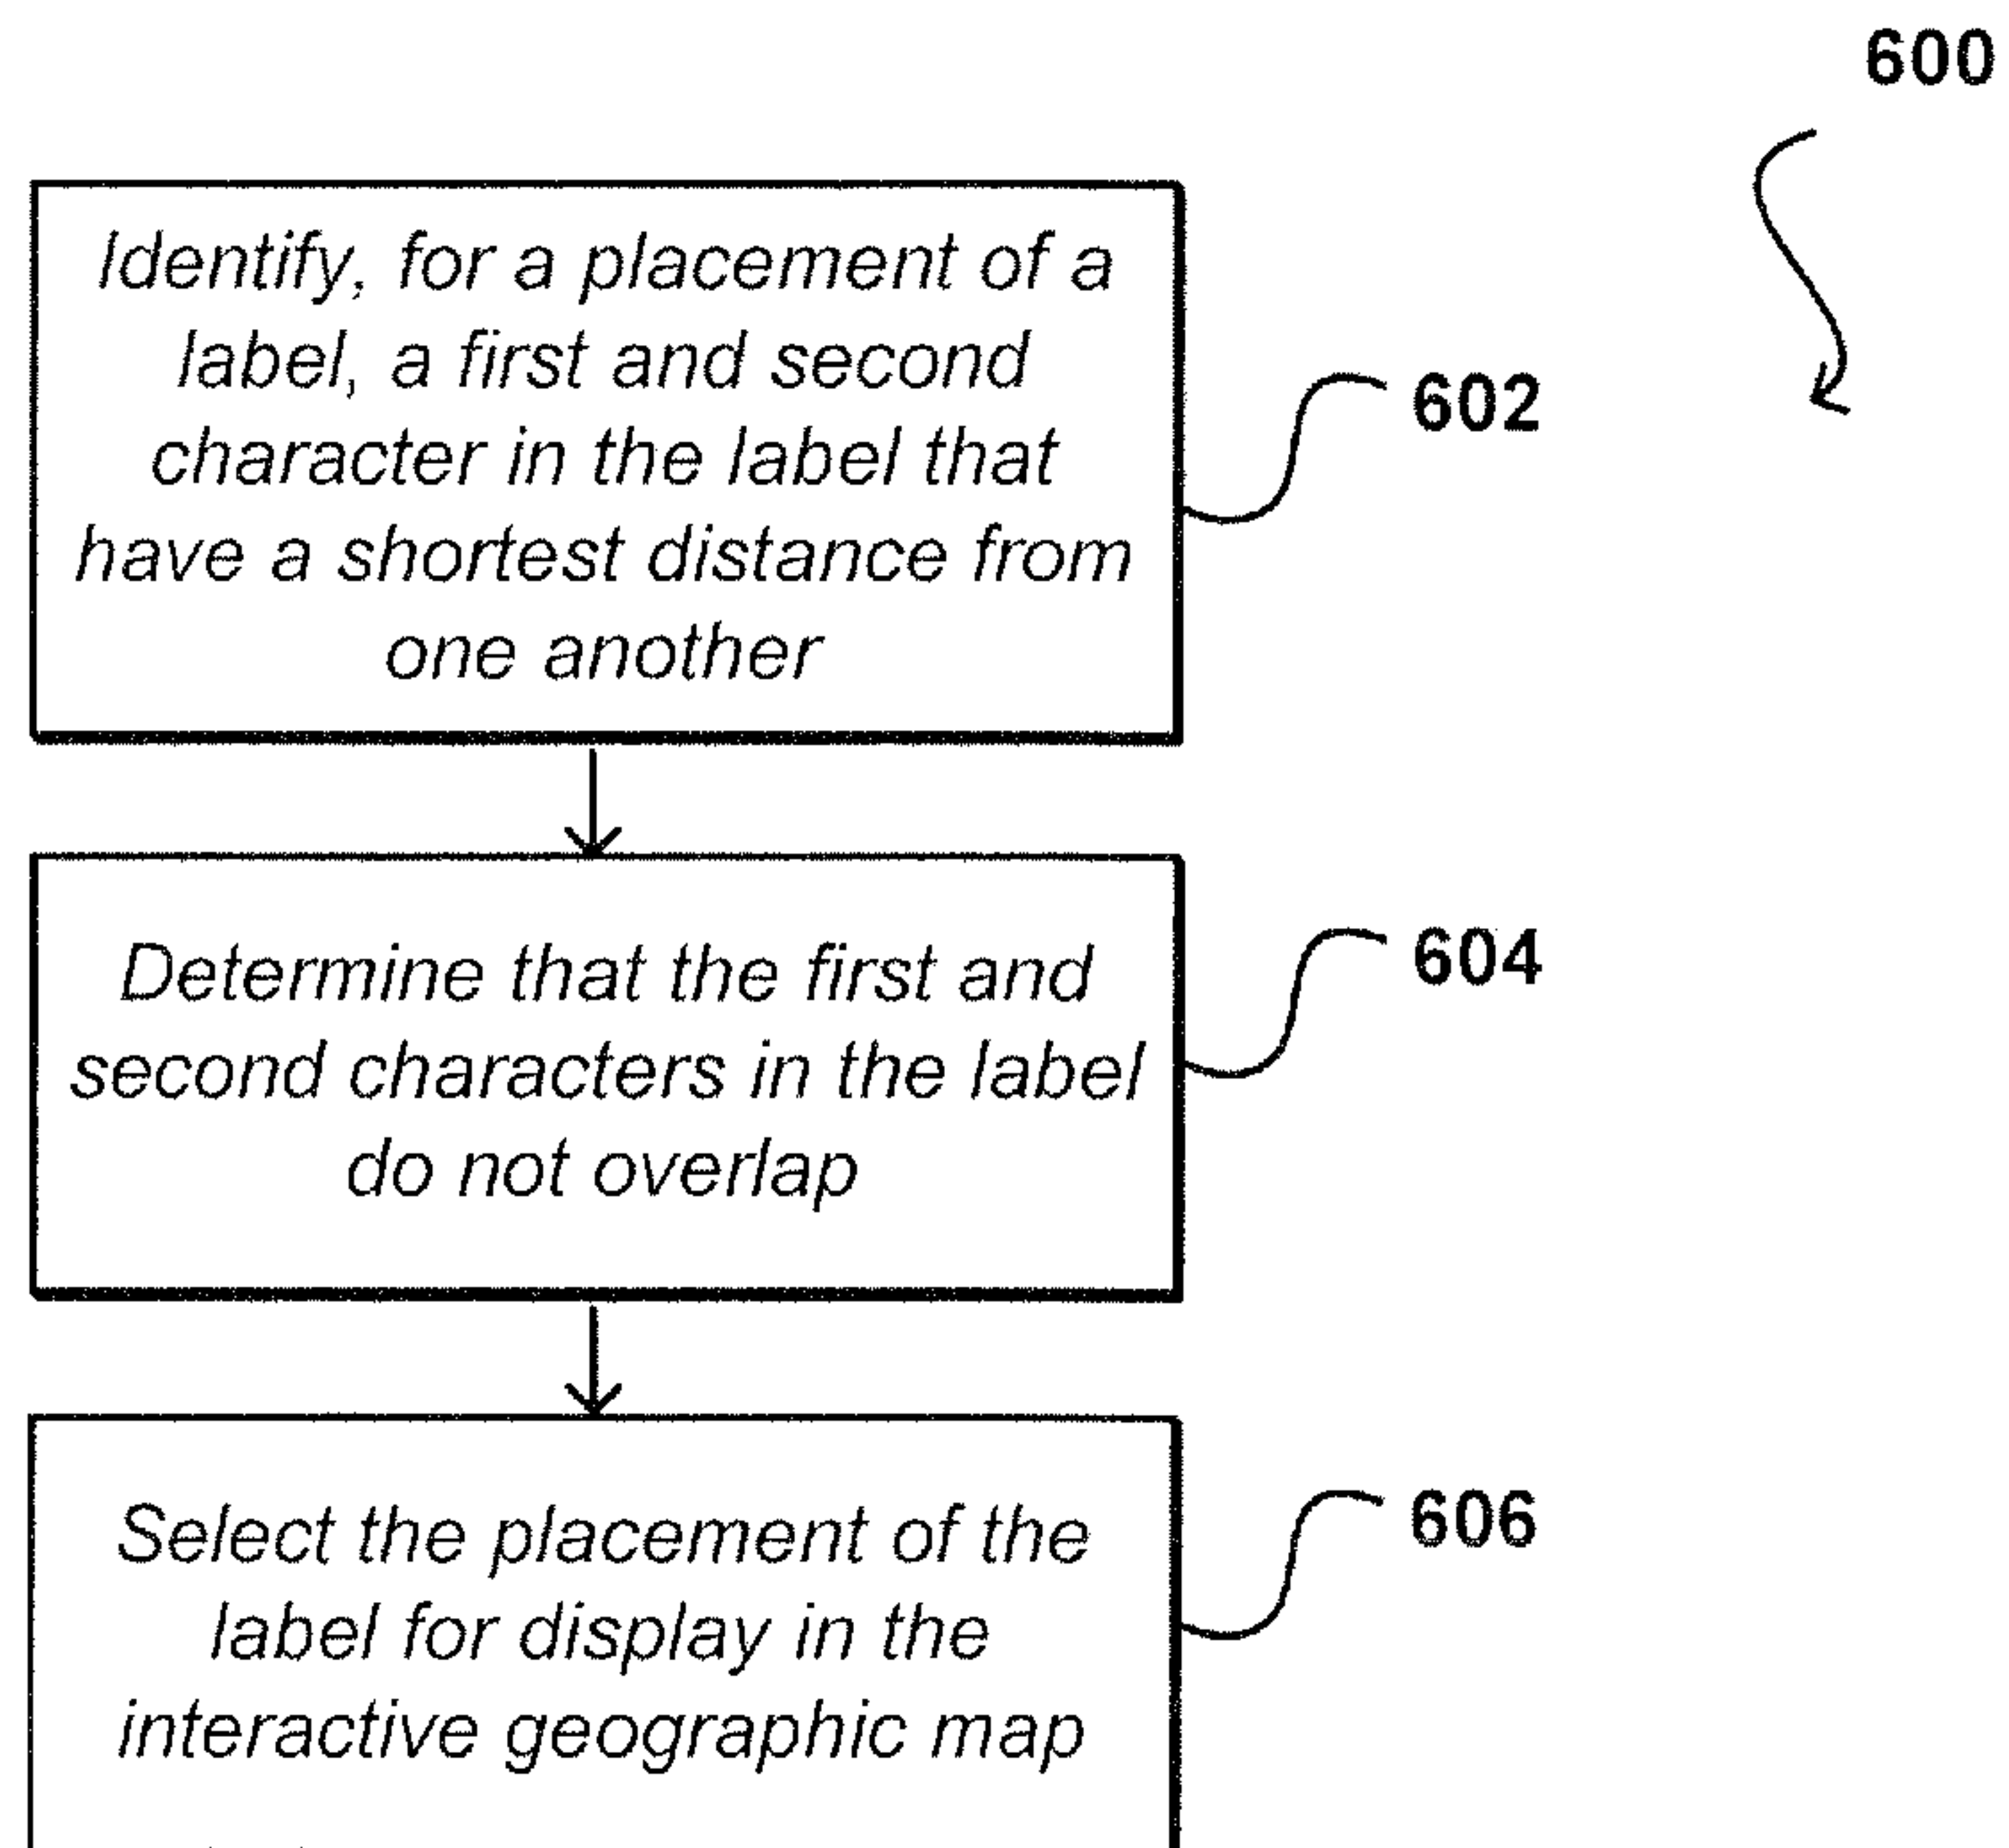 600
Identify, for a placement of a
label, a first and second
character in the label that
have a shortest distance from
one another
602
Determine that the first and
second characters in the label
do not overlap
604
Select the placement of the
label for display in the
interactive geographic map
606